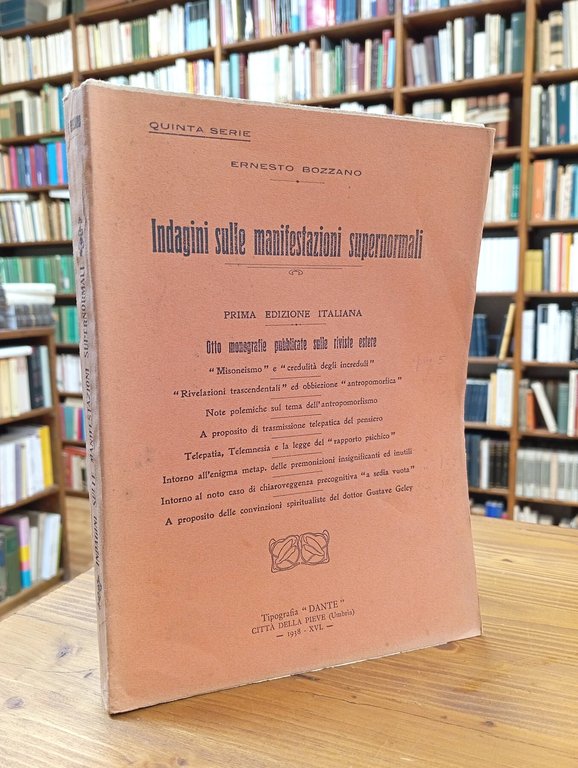 QUINTA SERIE
ERNESTO BOZZANO
Indagini sulle manifestazioni supernormali
PRIMA EDIZIONE ITALIANA
Otto monografie pubblicate sulle riviste estere
"Misoneismo" e "credulità degli increduli"
"Rivelazioni trascendentali" ed obbiezione "antropomorfica"
Note polemiche sul tema dell'antropomorfismo
A proposito di trasmissione telepatica del pensiero
Telepatia, Telemnesia e la legge del "rapporto psichico"
Intorno all'enigma metap. delle premonizioni insignificanti ed inutili
Intorno al noto caso di chiaroveggenza precognitiva "a sedia vuota"
A proposito delle convinzioni spiritualiste del dottor Gustave Geley
Tipografia "DANTE"
CITTÀ DELLA PIEVE (Umbria)
— 1938 - XVI. —
INDAGINI SULLE MANIFESTAZIONI SUPERNORMALI